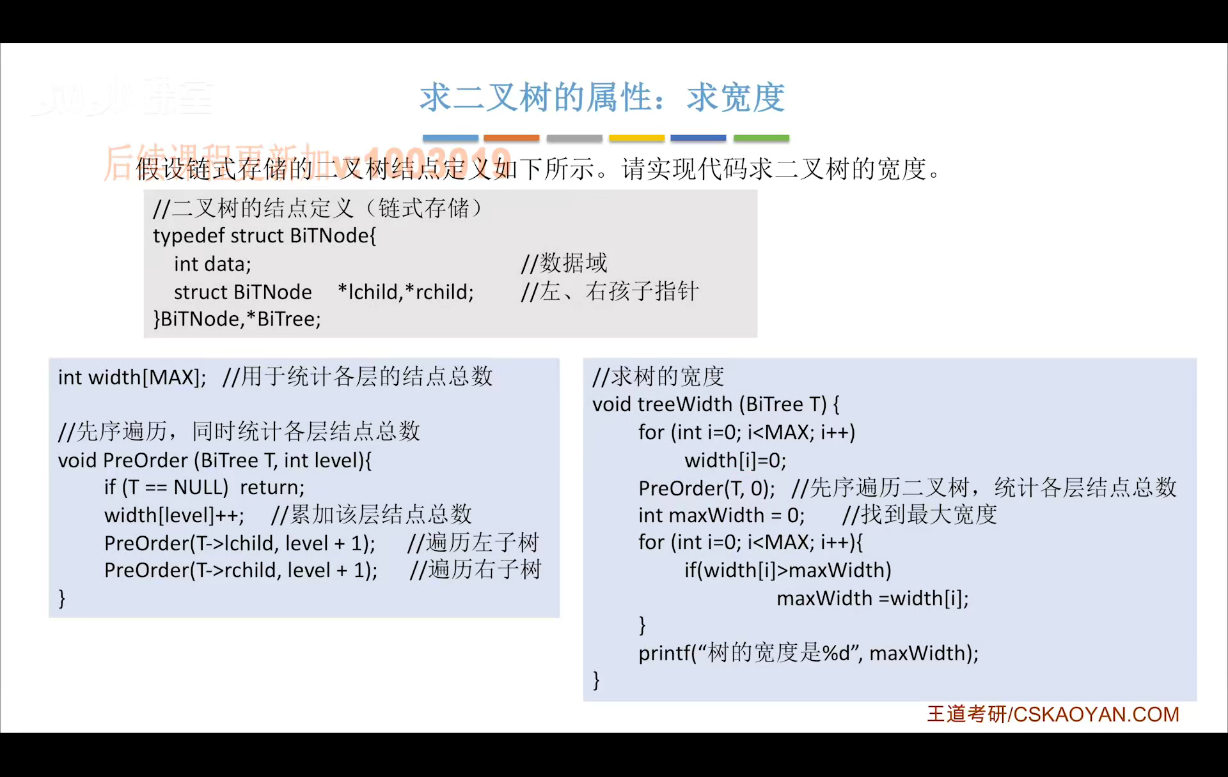 求二叉树的属性：求宽度
假设链式存储的二叉树结点定义如下所示。请实现代码求二叉树的宽度。
//二叉树的结点定义（链式存储）
typedef struct BiTNode{
int data; //数据域
struct BiTNode *lchild,*rchild; //左、右孩子指针
}BiTNode,*BiTree;
int width[MAX]; //用于统计各层的结点总数
//先序遍历，同时统计各层结点总数
void PreOrder (BiTree T, int level){
if (T == NULL) return;
width[level]++; //累加该层结点总数
PreOrder(T->lchild, level + 1); //遍历左子树
PreOrder(T->rchild, level + 1); //遍历右子树
}
//求树的宽度
void treeWidth (BiTree T) {
for (int i=0; i<MAX; i++)
width[i]=0;
PreOrder(T, 0); //先序遍历二叉树，统计各层结点总数
int maxWidth = 0; //找到最大宽度
for (int i=0; i<MAX; i++){
if(width[i]>maxWidth)
maxWidth =width[i];
}
printf(“树的宽度是%d”, maxWidth);
}
王道考研/CSKAOYAN.COM